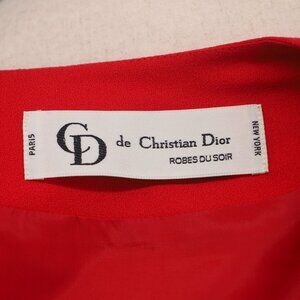 PARIS
CD de Christian Dior
ROBES DU SOIR
NEW YORK